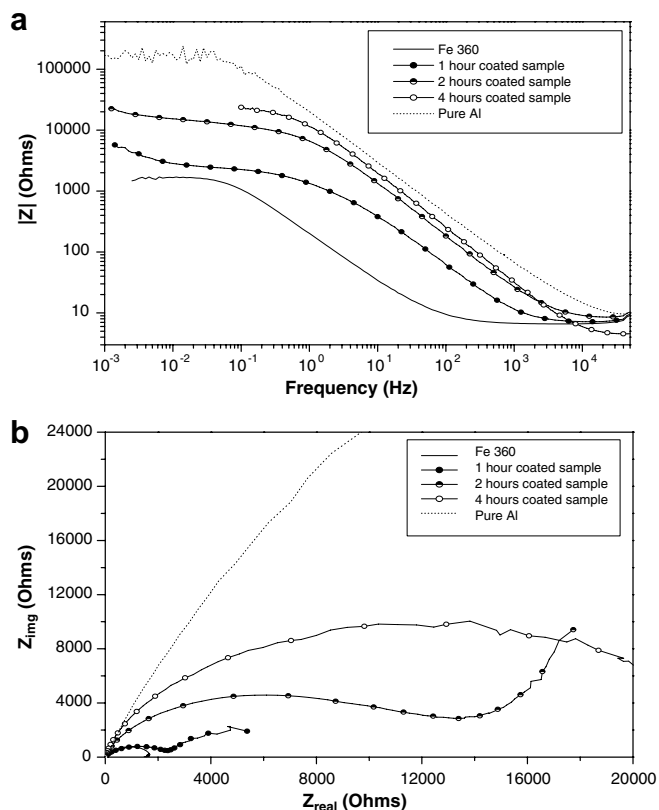 a
100000
10000
1000
100
10
|Z| (Ohms)
Fe 360
1 hour coated sample
2 hours coated sample
4 hours coated sample
Pure Al
10⁻³ 10⁻² 10⁻¹ 10⁰ 10¹ 10² 10³ 10⁴
Frequency (Hz)
b
24000
20000
16000
12000
8000
4000
0
Zimg (Ohms)
Fe 360
1 hour coated sample
2 hours coated sample
4 hours coated sample
Pure Al
0 4000 8000 12000 16000 20000
Zreal (Ohms)